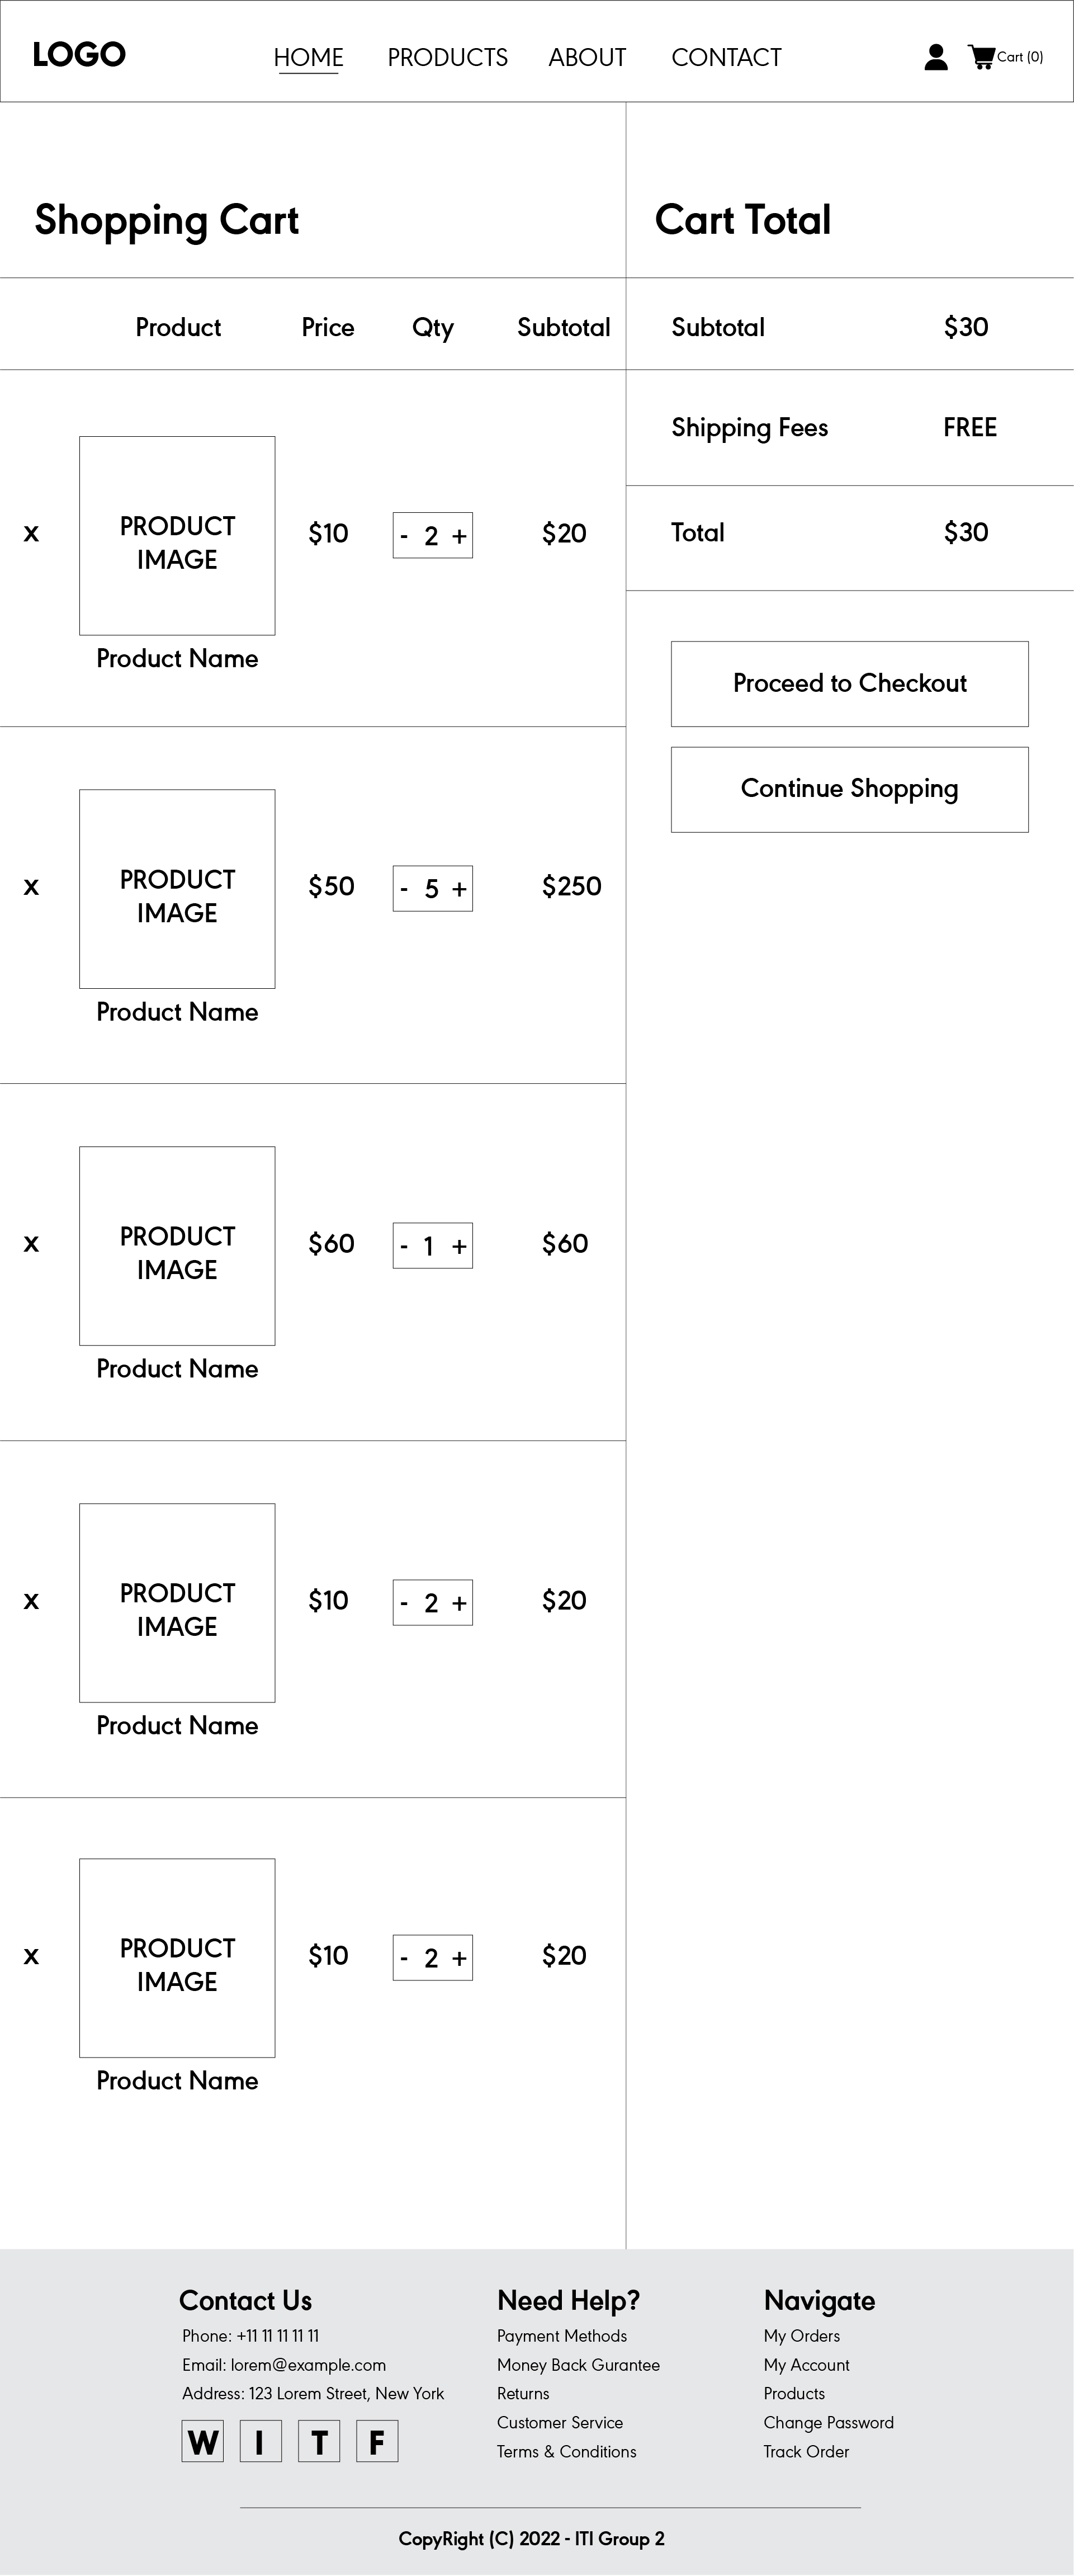 LOGO
HOME PRODUCTS ABOUT CONTACT Cart (0)
Shopping Cart
Product Price Qty Subtotal
x PRODUCT IMAGE $10 - 2 + $20
Product Name
x PRODUCT IMAGE $50 - 5 + $250
Product Name
x PRODUCT IMAGE $60 - 1 + $60
Product Name
x PRODUCT IMAGE $10 - 2 + $20
Product Name
x PRODUCT IMAGE $10 - 2 + $20
Product Name
Cart Total
Subtotal $30
Shipping Fees FREE
Total $30
Proceed to Checkout
Continue Shopping
Contact Us
Phone: +11 11 11 11 11
Email: lorem@example.com
Address: 123 Lorem Street, New York
W I T F
Need Help?
Payment Methods
Money Back Gurantee
Returns
Customer Service
Terms & Conditions
Navigate
My Orders
My Account
Products
Change Password
Track Order
CopyRight (C) 2022 - ITI Group 2